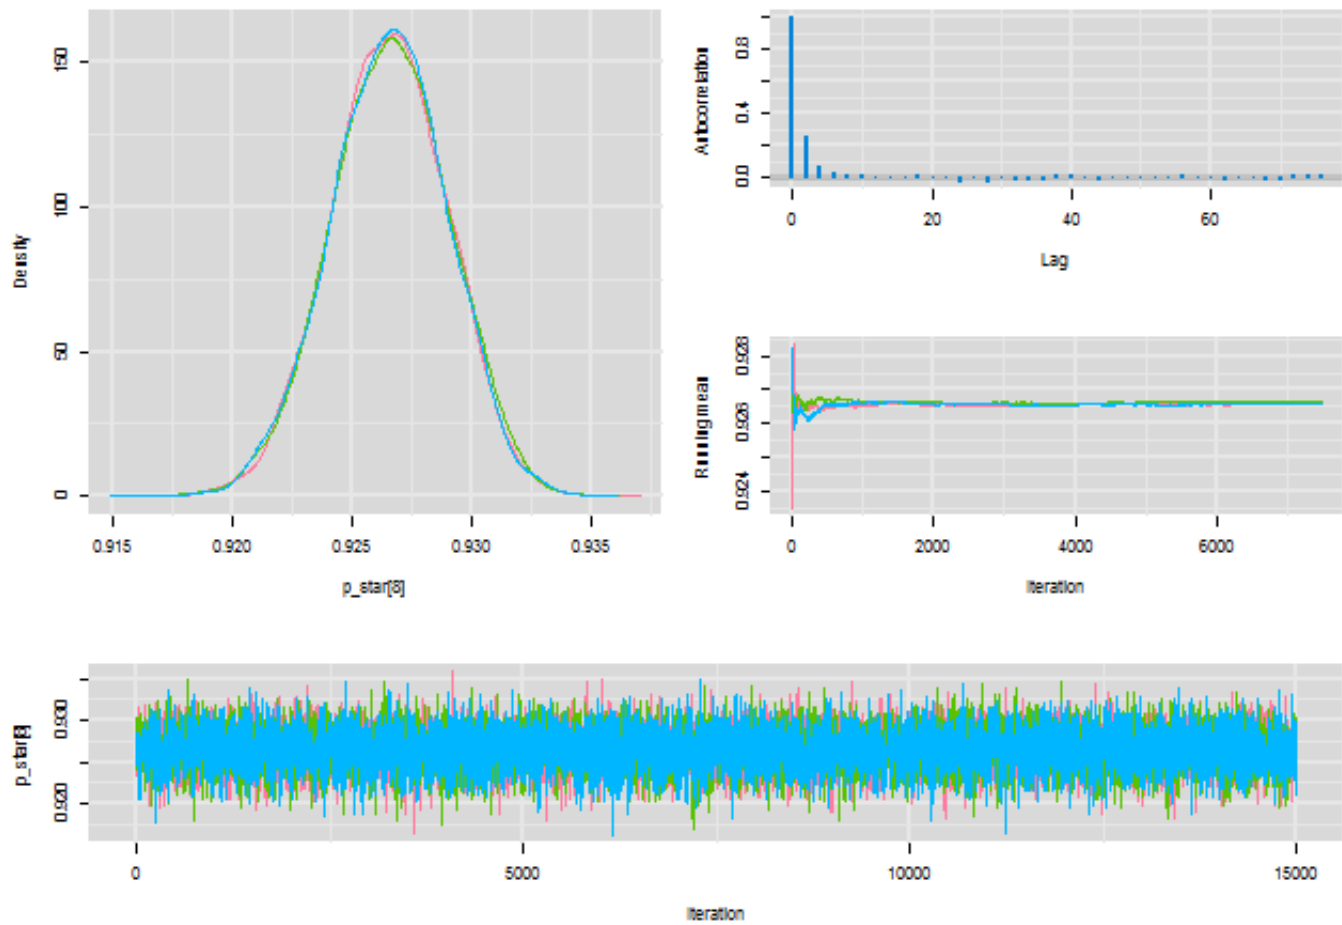 Density
0 50 100 150
0.915 0.920 0.925 0.930 0.935
p_star[8]
Autocorrelation
0.0 0.4 0.8
0 20 40 60
Lag
Running mean
0.924 0.926 0.928
0 2000 4000 6000
Iteration
p_star[8]
0.920 0.930
0 5000 10000 15000
Iteration